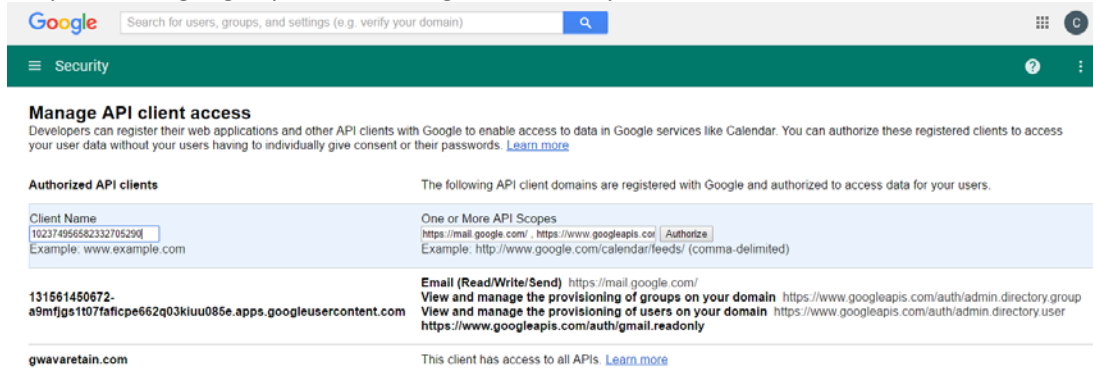 Google Search for users, groups, and settings (e.g. verify your domain) C
Security
Manage API client access
Developers can register their web applications and other API clients with Google to enable access to data in Google services like Calendar. You can authorize these registered clients to access
your user data without your users having to individually give consent or their passwords. Learn more
Authorized API clients The following API client domains are registered with Google and authorized to access data for your users.
Client Name One or More API Scopes
102374956582332705290 https://mail.google.com/ , https://www.googleapis.cor Authorize
Example: www.example.com Example: http://www.google.com/calendar/feeds/ (comma-delimited)
Email (Read/Write/Send) https://mail.google.com/
131561450672- View and manage the provisioning of groups on your domain https://www.googleapis.com/auth/admin.directory.group
a9mfjgs1t07faficpe662q03kiuu085e.apps.googleusercontent.com View and manage the provisioning of users on your domain https://www.googleapis.com/auth/admin.directory.user
https://www.googleapis.com/auth/gmail.readonly
gwavaretain.com This client has access to all APIs. Learn more